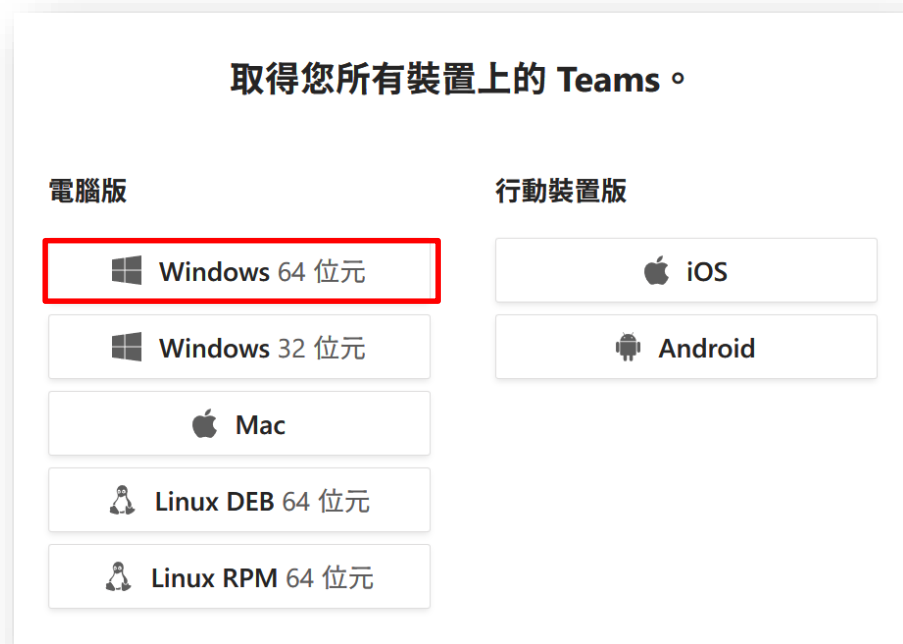 取得您所有裝置上的 Teams。
電腦版
Windows 64 位元
Windows 32 位元
Mac
Linux DEB 64 位元
Linux RPM 64 位元
行動裝置版
iOS
Android